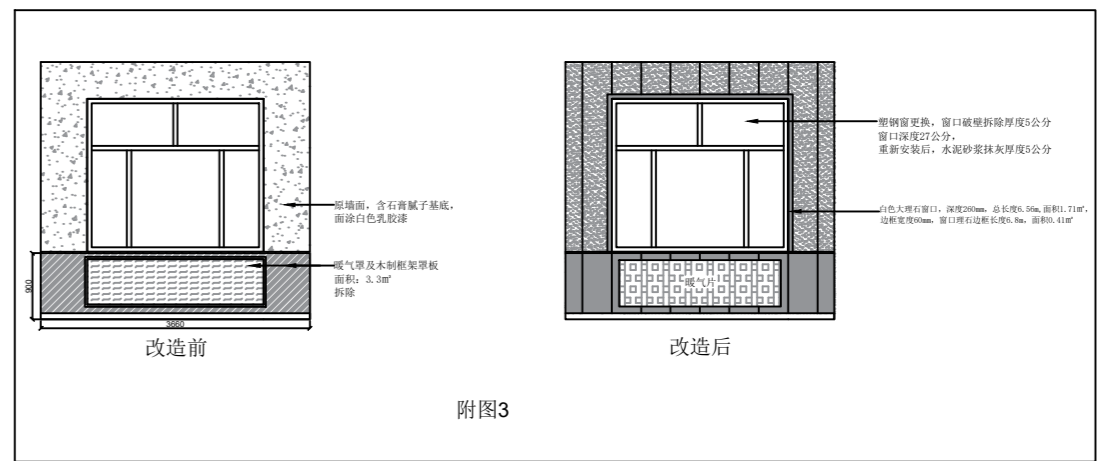 原墙面，含石膏腻子基底，
面涂白色乳胶漆
暖气罩及木制框架罩板
面积：3.3㎡
拆除
900
3660
改造前
塑钢窗更换，窗口破壁拆除厚度5公分
窗口深度27公分，
重新安装后，水泥砂浆抹灰厚度5公分
白色大理石窗口，深度260mm，总长度6.56m，面积1.71㎡，
边框宽度60mm，窗口理石边框长度6.8m，面积0.41㎡
暖气片
改造后
附图3